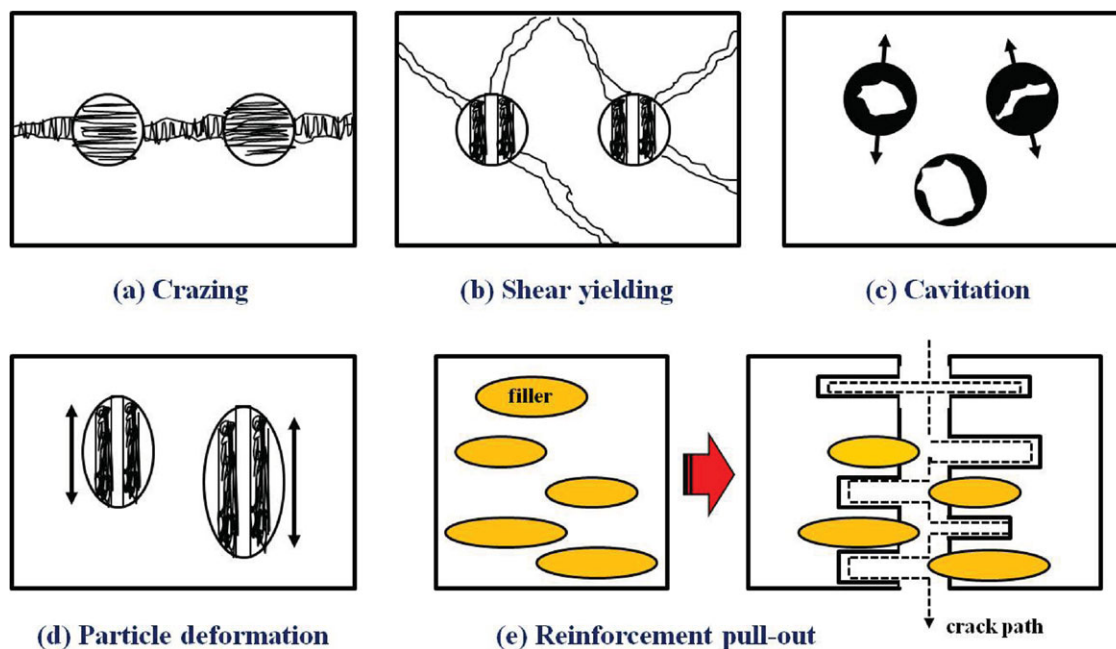 (a) Crazing
(b) Shear yielding
(c) Cavitation
filler
(d) Particle deformation
(e) Reinforcement pull-out
crack path